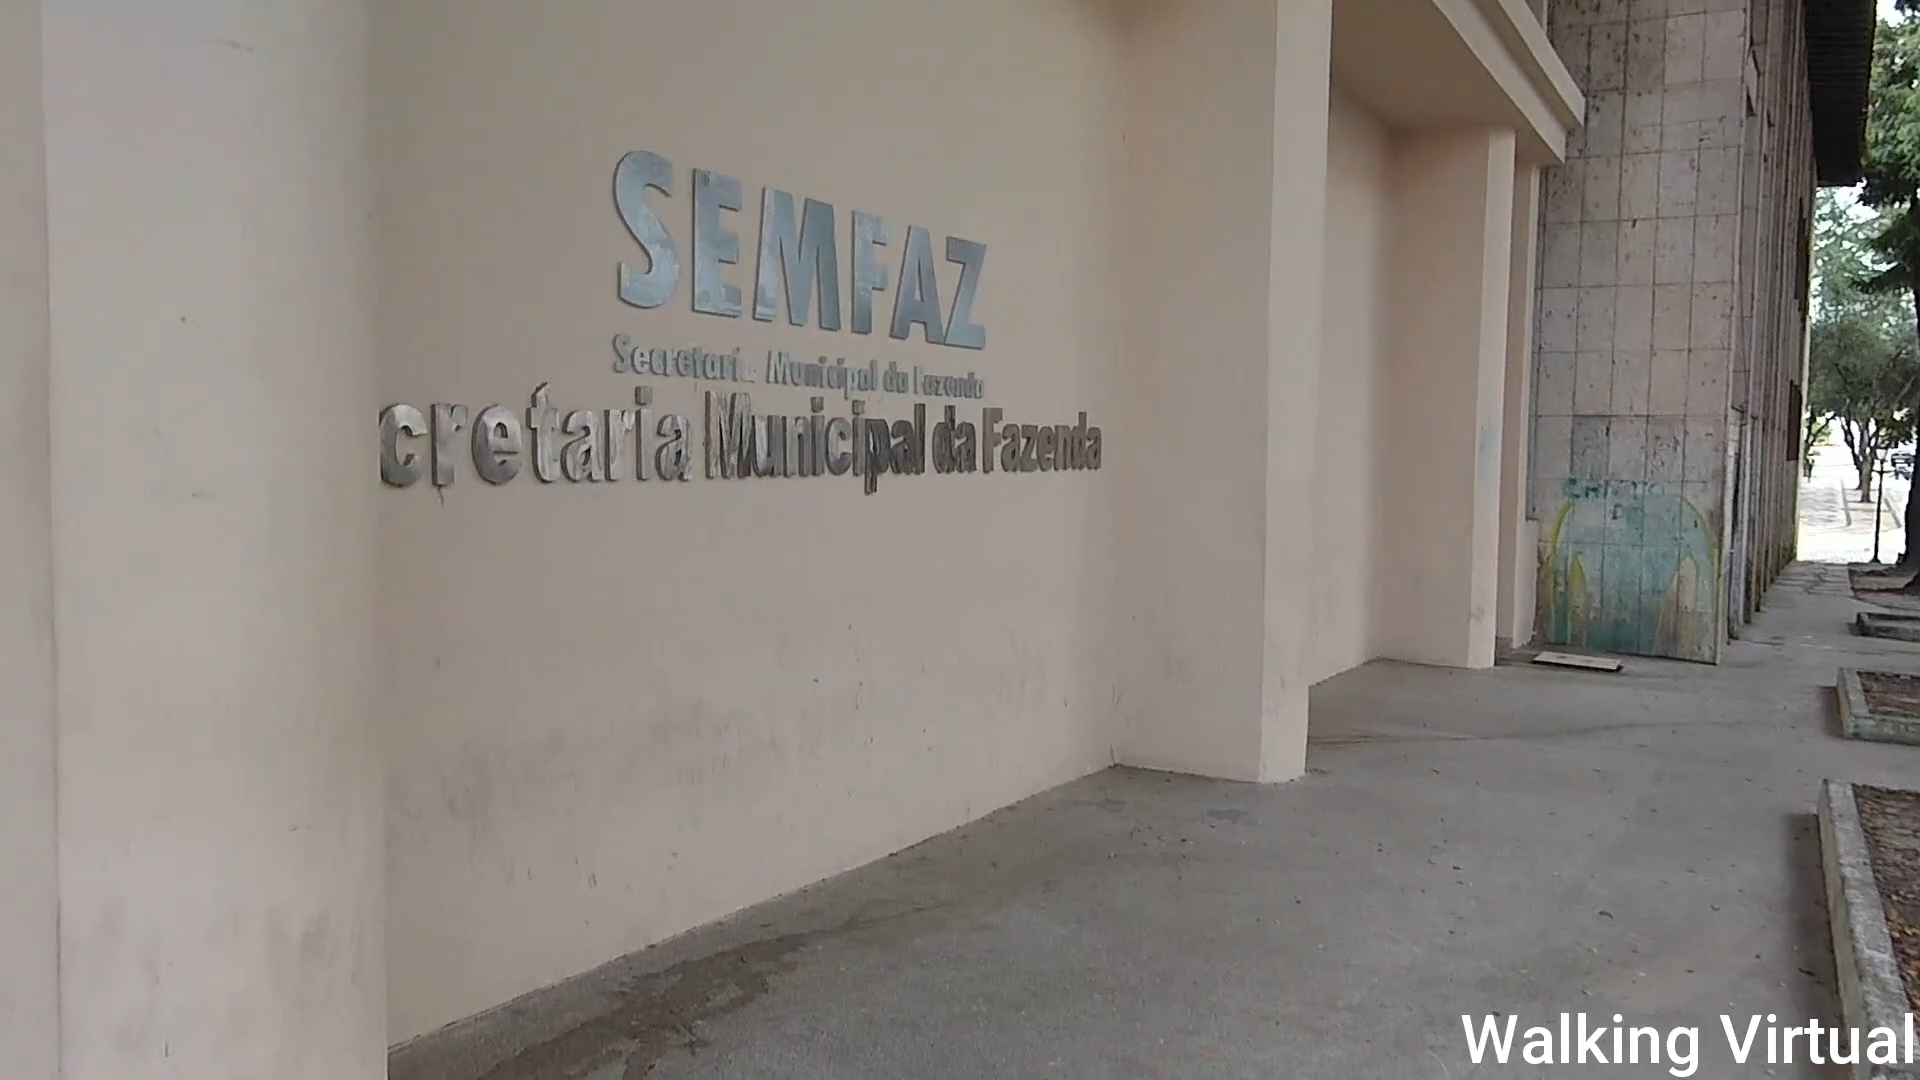 SEMFAZ
Secretaria Municipal da Fazenda
cretaria Municipal da Fazenda
Walking Virtual